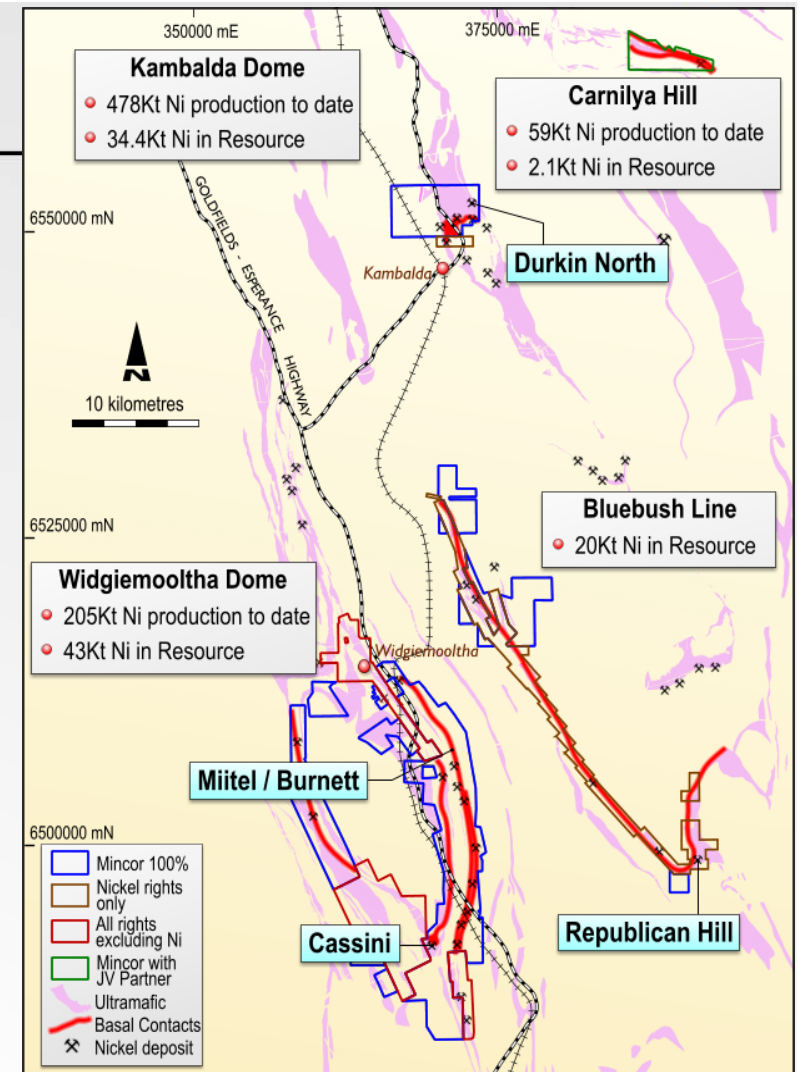 350000 mE
375000 mE
Kambalda Dome
478Kt Ni production to date
34.4Kt Ni in Resource
Carnilya Hill
59Kt Ni production to date
2.1Kt Ni in Resource
GOLDFIELDS - ESPERANCE HIGHWAY
6550000 mN
Durkin North
Kambalda
N
10 kilometres
6525000 mN
Bluebush Line
20Kt Ni in Resource
Widgiemooltha Dome
205Kt Ni production to date
43Kt Ni in Resource
Widgiemooltha
Miitel / Burnett
6500000 mN
Mincor 100%
Nickel rights
only
All rights
excluding Ni
Mincor with
JV Partner
Ultramafic
Basal Contacts
Nickel deposit
Cassini
Republican Hill